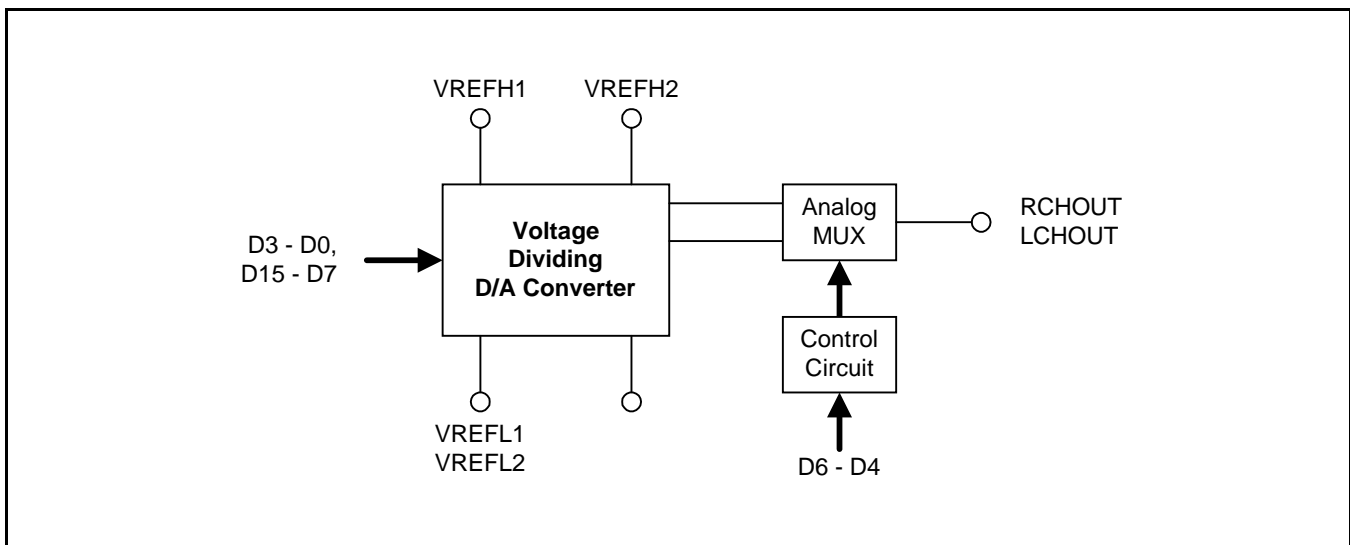 VREFH1
VREFH2
Voltage
Dividing
D/A Converter
D3 - D0,
D15 - D7
Analog
MUX
RCHOUT
LCHOUT
Control
Circuit
VREFL1
VREFL2
D6 - D4